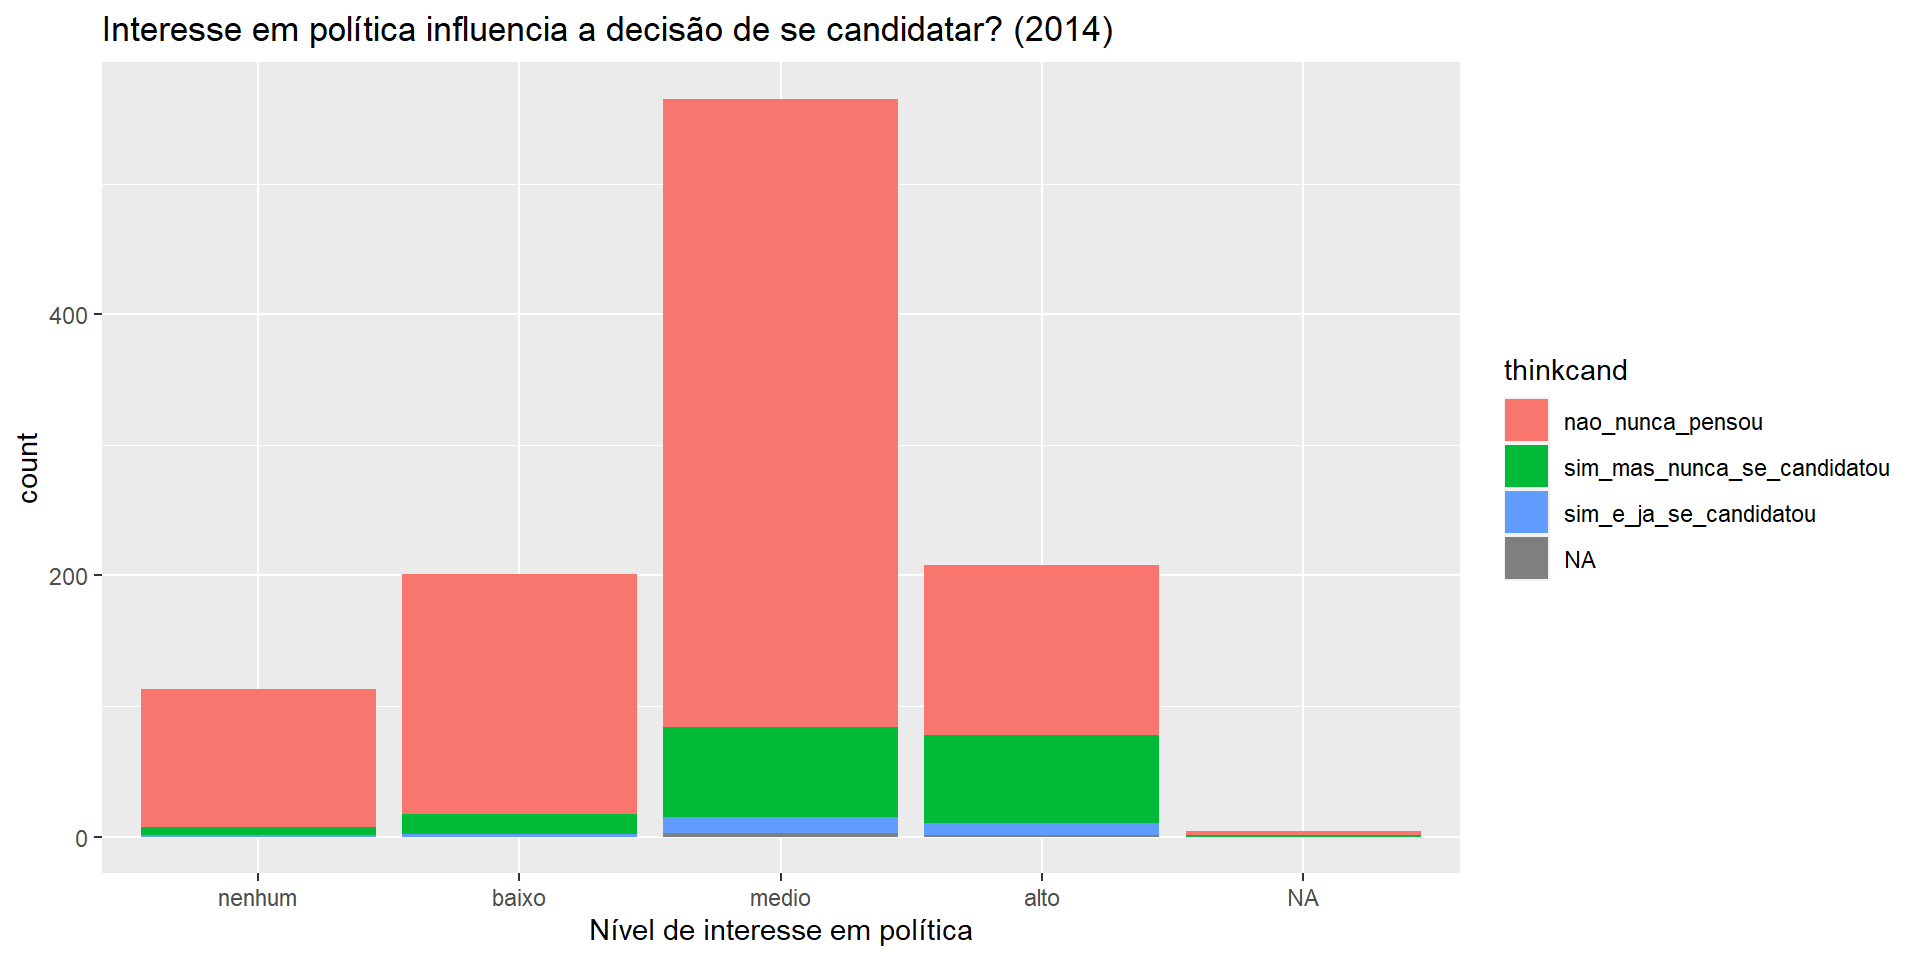 Interesse em política influencia a decisão de se candidatar? (2014)
count
400
200
0
nenhum
baixo
medio
alto
NA
Nível de interesse em política
thinkcand
nao_nunca_pensou
sim_mas_nunca_se_candidatou
sim_e_ja_se_candidatou
NA